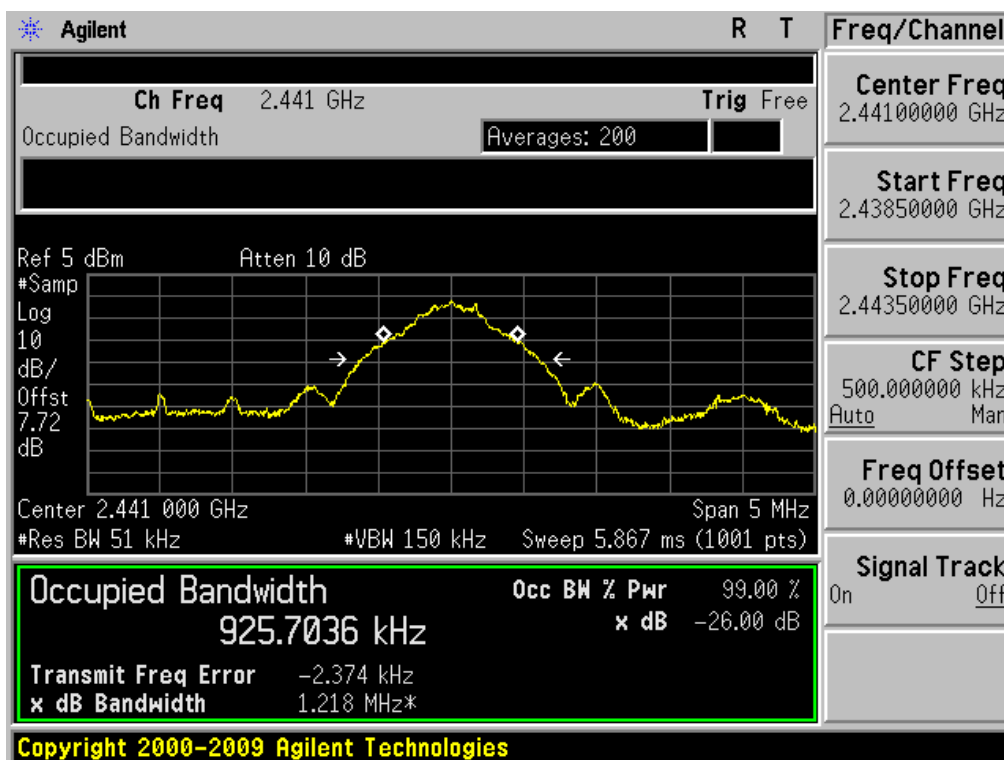 Agilent R T
Freq/Channel
Ch Freq 2.441 GHz Trig Free
Occupied Bandwidth Averages: 200
Ref 5 dBm Atten 10 dB
#Samp
Log
10
dB/
Offst
7.72
dB
Center 2.441 000 GHz Span 5 MHz
#Res BW 51 kHz #VBW 150 kHz Sweep 5.867 ms (1001 pts)
Occupied Bandwidth
925.7036 kHz
Occ BW % Pwr 99.00 %
x dB -26.00 dB
Transmit Freq Error -2.374 kHz
x dB Bandwidth 1.218 MHz*
Center Freq
2.44100000 GHz
Start Freq
2.43850000 GHz
Stop Freq
2.44350000 GHz
CF Step
500.000000 kHz
Auto Man
Freq Offset
0.00000000 Hz
Signal Track
On Off
Copyright 2000-2009 Agilent Technologies